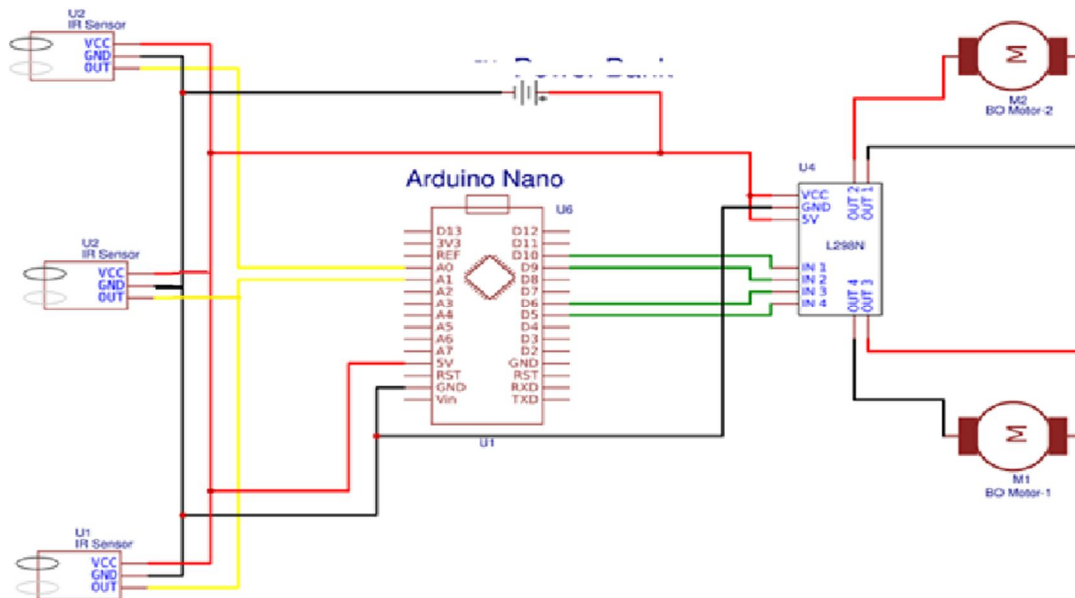 U2
IR Sensor
VCC
GND
OUT
Power Bank
M
M2
BO Motor-2
U2
IR Sensor
VCC
GND
OUT
Arduino Nano
U6
D13
3V3
REF
A0
A1
A2
A3
A4
A5
A6
A7
5V
RST
GND
Vin
D12
D11
D10
D9
D8
D7
D6
D5
D4
D3
D2
GND
RST
RXD
TXD
U1
U4
VCC
GND
5V
OUT 2
OUT 1
L298N
IN 1
IN 2
IN 3
IN 4
OUT 4
OUT 3
M
M1
BO Motor-1
U1
IR Sensor
VCC
GND
OUT